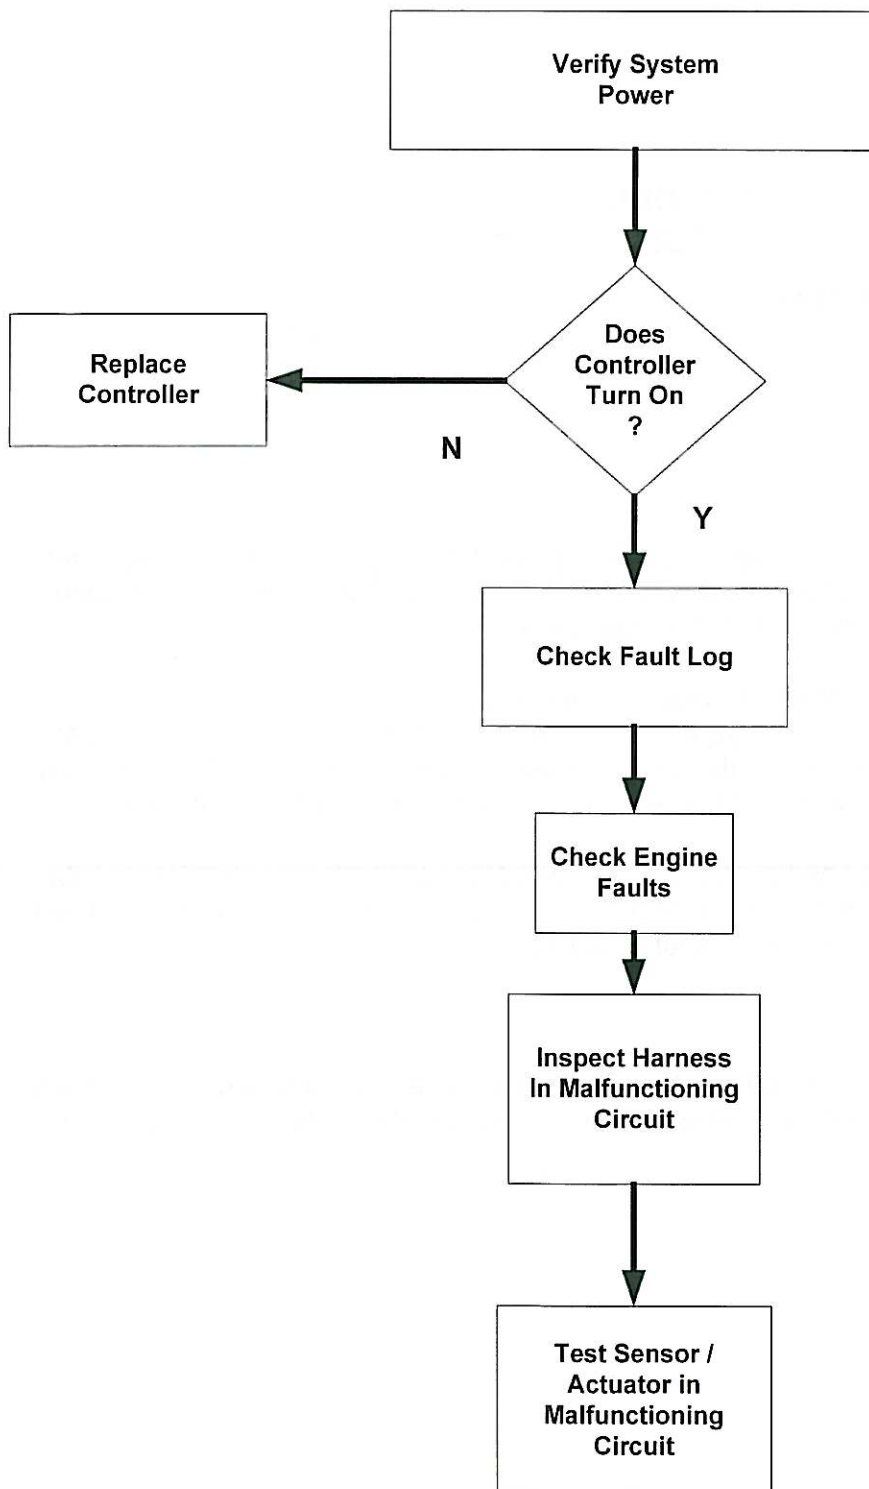 Verify System
Power
Does
Controller
Turn On
?
Replace
Controller
N
Y
Check Fault Log
Check Engine
Faults
Inspect Harness
In Malfunctioning
Circuit
Test Sensor /
Actuator in
Malfunctioning
Circuit